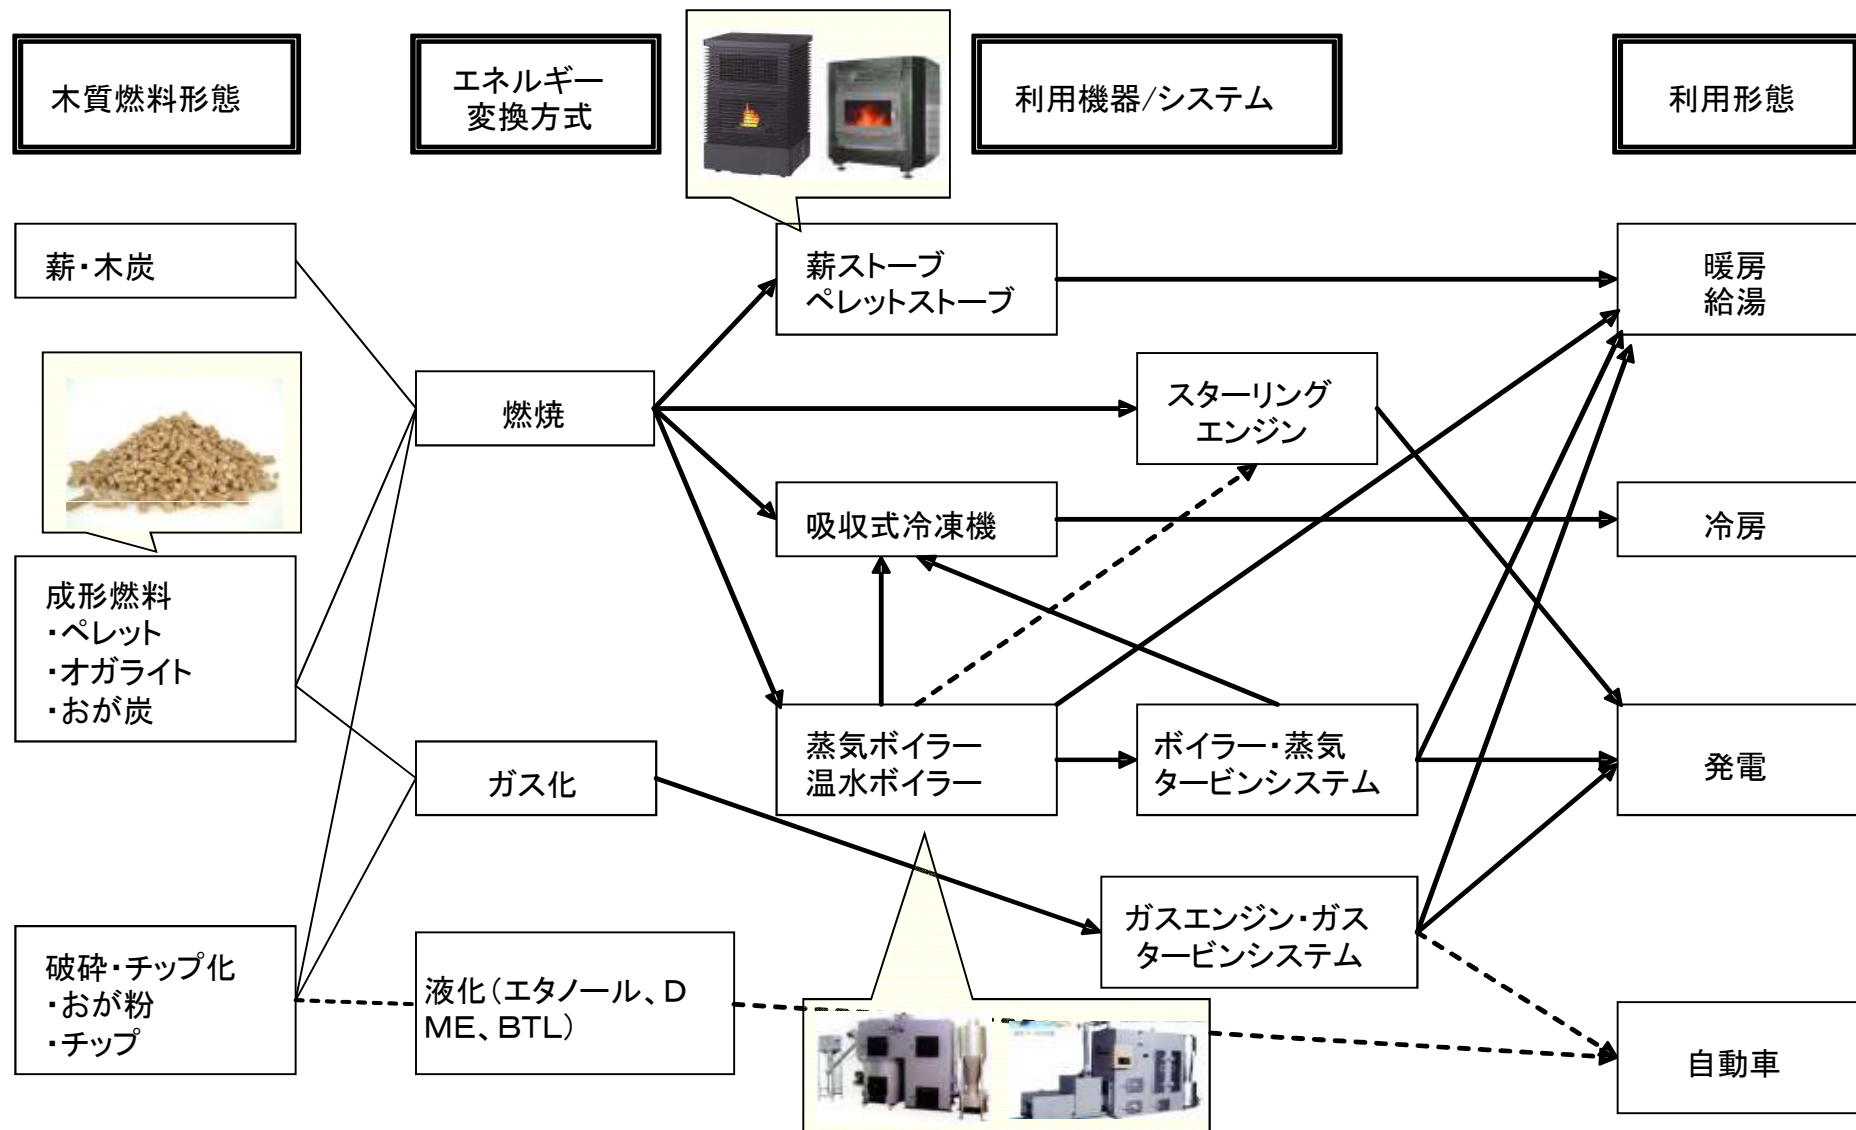 木質燃料形態
エネルギー
変換方式
利用機器/システム
利用形態
薪・木炭
薪ストーブ
ペレットストーブ
暖房
給湯
燃焼
スターリング
エンジン
吸収式冷凍機
冷房
成形燃料
・ペレット
・オガライト
・おが炭
ガス化
蒸気ボイラー
温水ボイラー
ボイラー・蒸気
タービンシステム
発電
破砕・チップ化
・おが粉
・チップ
液化(エタノール、D
ME、BTL)
ガスエンジン・ガス
タービンシステム
自動車